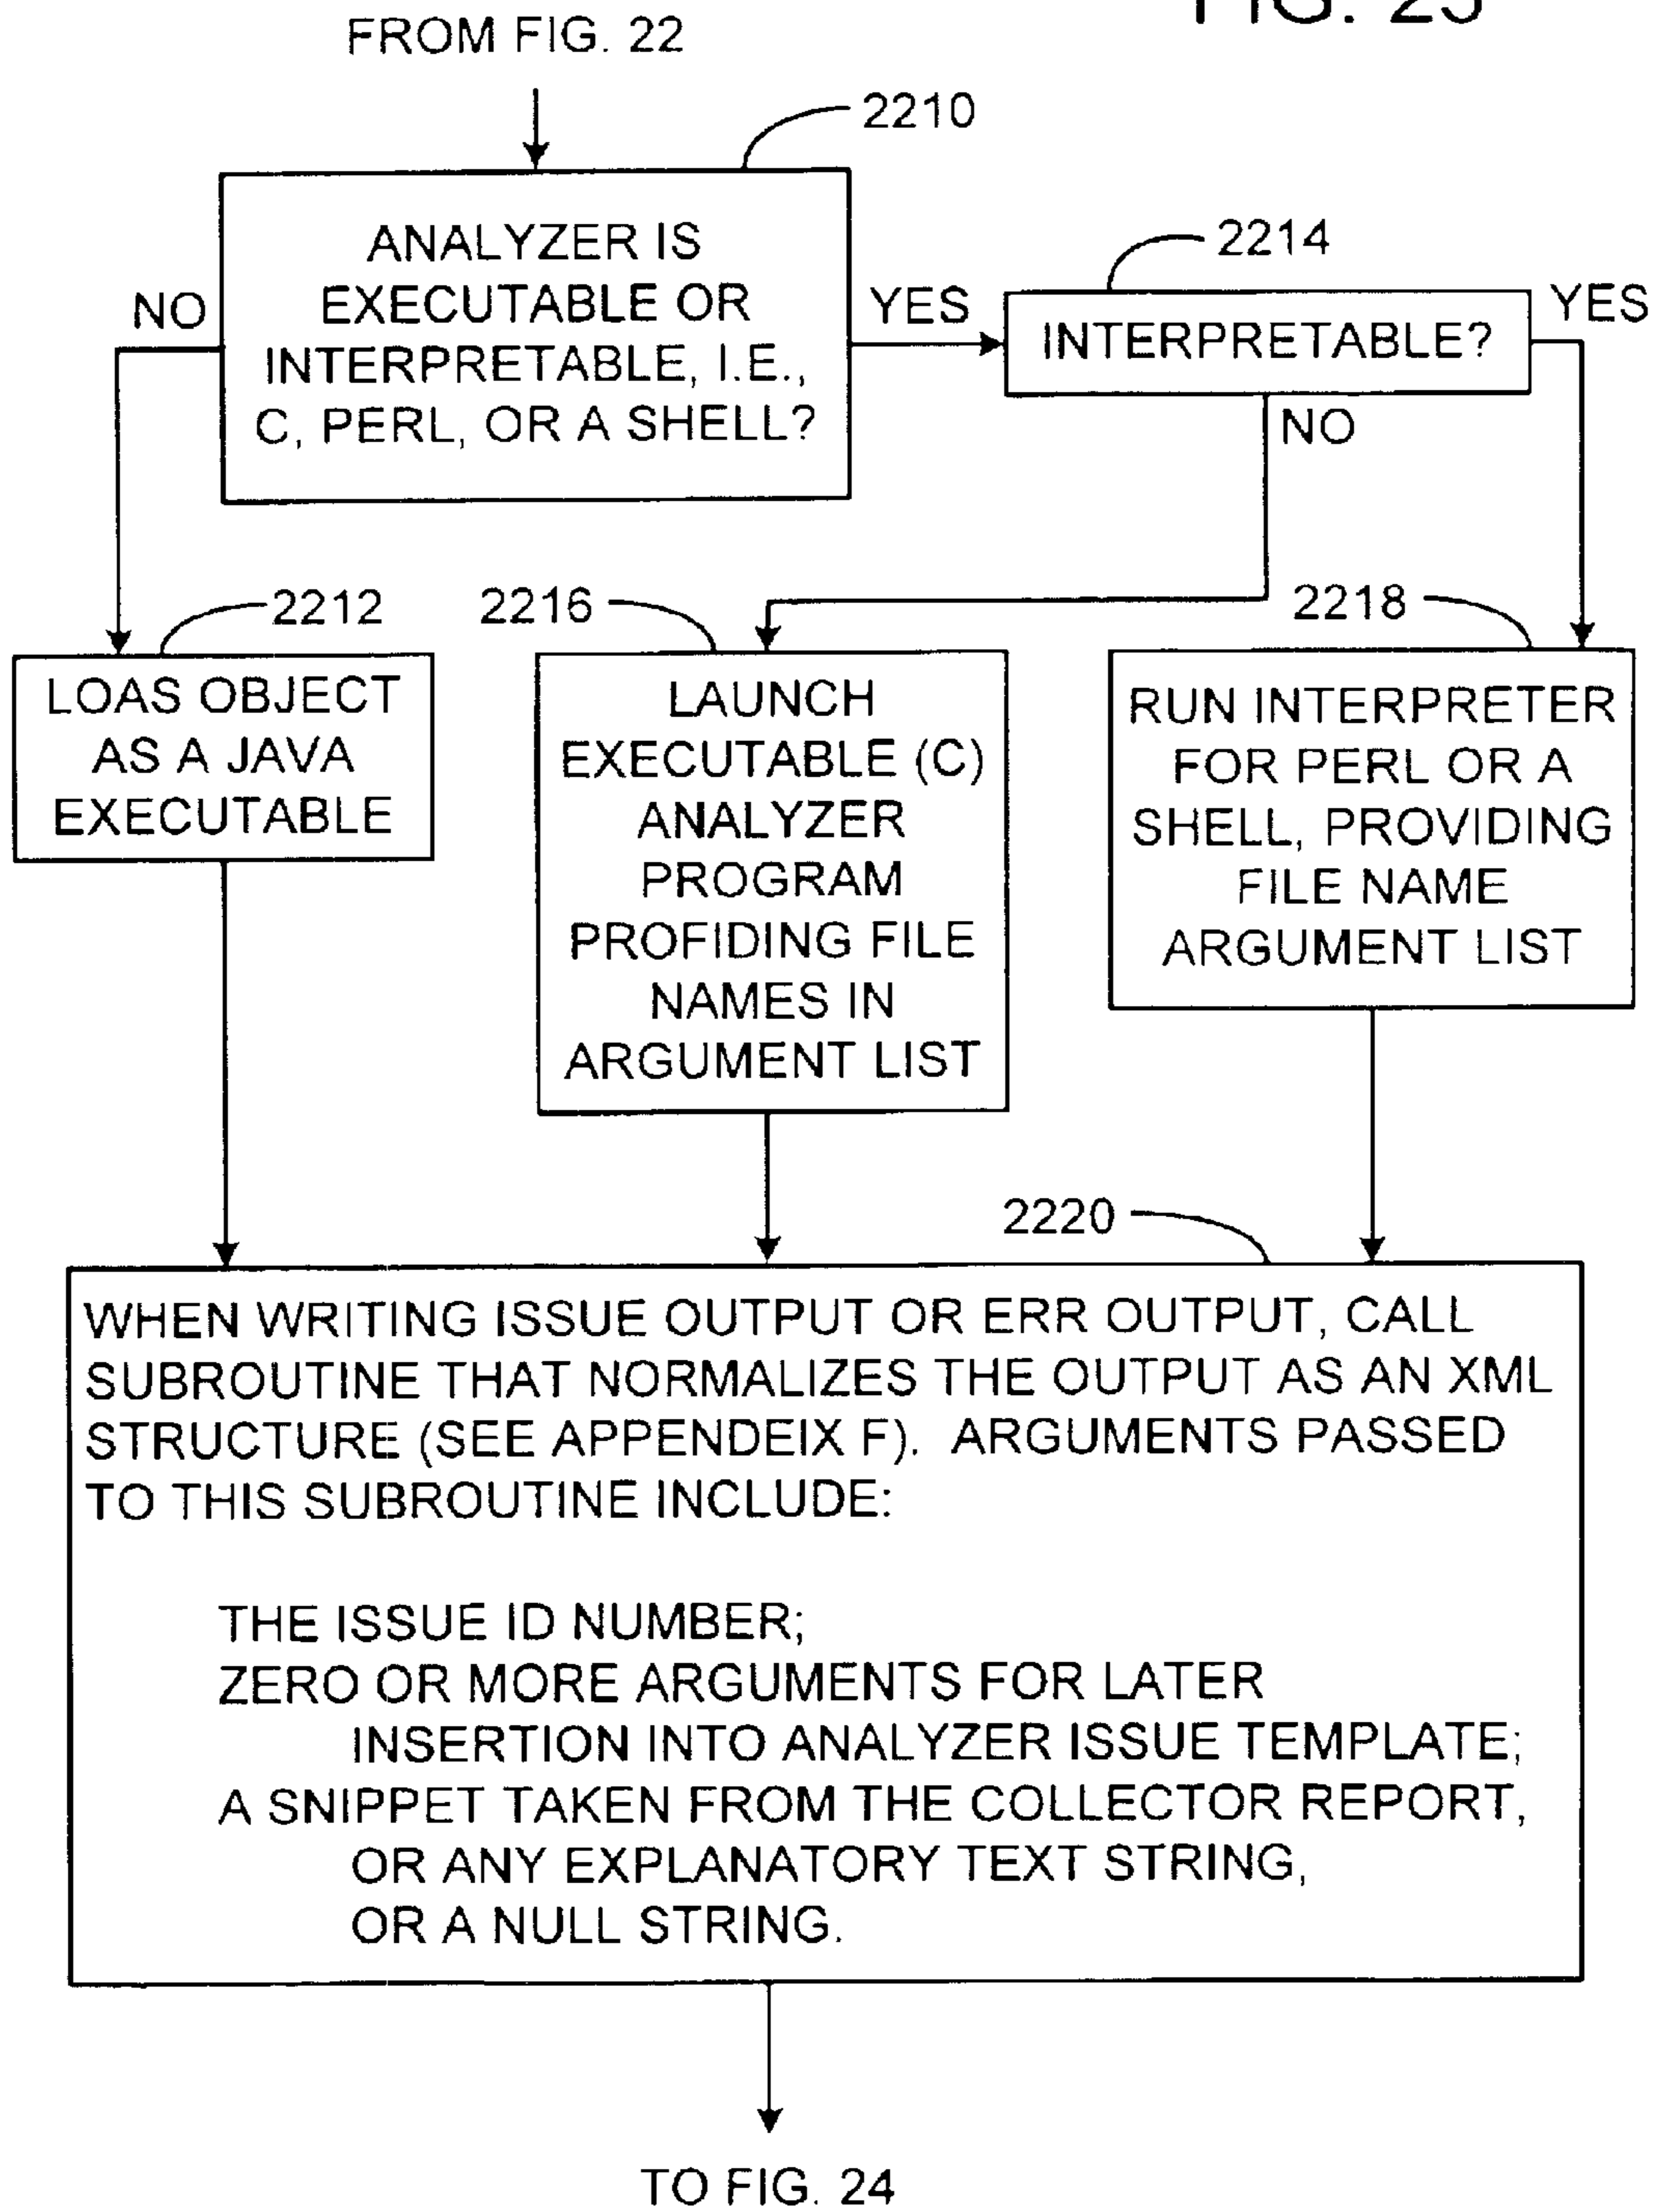 FROM FIG. 22
2210
ANALYZER IS
EXECUTABLE OR
INTERPRETABLE, I.E.,
C, PERL, OR A SHELL?
NO
YES
2214
INTERPRETABLE?
YES
NO
2212
LOAS OBJECT
AS A JAVA
EXECUTABLE
2216
LAUNCH
EXECUTABLE (C)
ANALYZER
PROGRAM
PROFIDING FILE
NAMES IN
ARGUMENT LIST
2218
RUN INTERPRETER
FOR PERL OR A
SHELL, PROVIDING
FILE NAME
ARGUMENT LIST
2220
WHEN WRITING ISSUE OUTPUT OR ERR OUTPUT, CALL
SUBROUTINE THAT NORMALIZES THE OUTPUT AS AN XML
STRUCTURE (SEE APPENDEIX F).  ARGUMENTS PASSED
TO THIS SUBROUTINE INCLUDE:
THE ISSUE ID NUMBER;
ZERO OR MORE ARGUMENTS FOR LATER
INSERTION INTO ANALYZER ISSUE TEMPLATE;
A SNIPPET TAKEN FROM THE COLLECTOR REPORT,
OR ANY EXPLANATORY TEXT STRING,
OR A NULL STRING.
TO FIG. 24